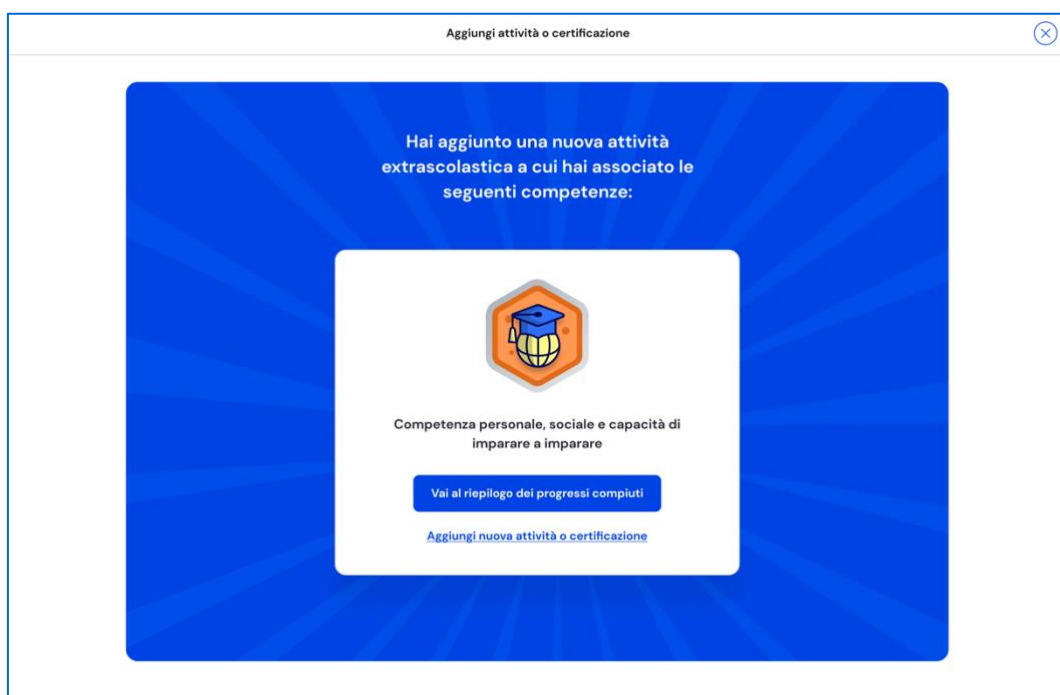 Aggiungi attività o certificazione
Hai aggiunto una nuova attività
extrascolastica a cui hai associato le
seguenti competenze:
Competenza personale, sociale e capacità di
imparare a imparare
Vai al riepilogo dei progressi compiuti
Aggiungi nuova attività o certificazione